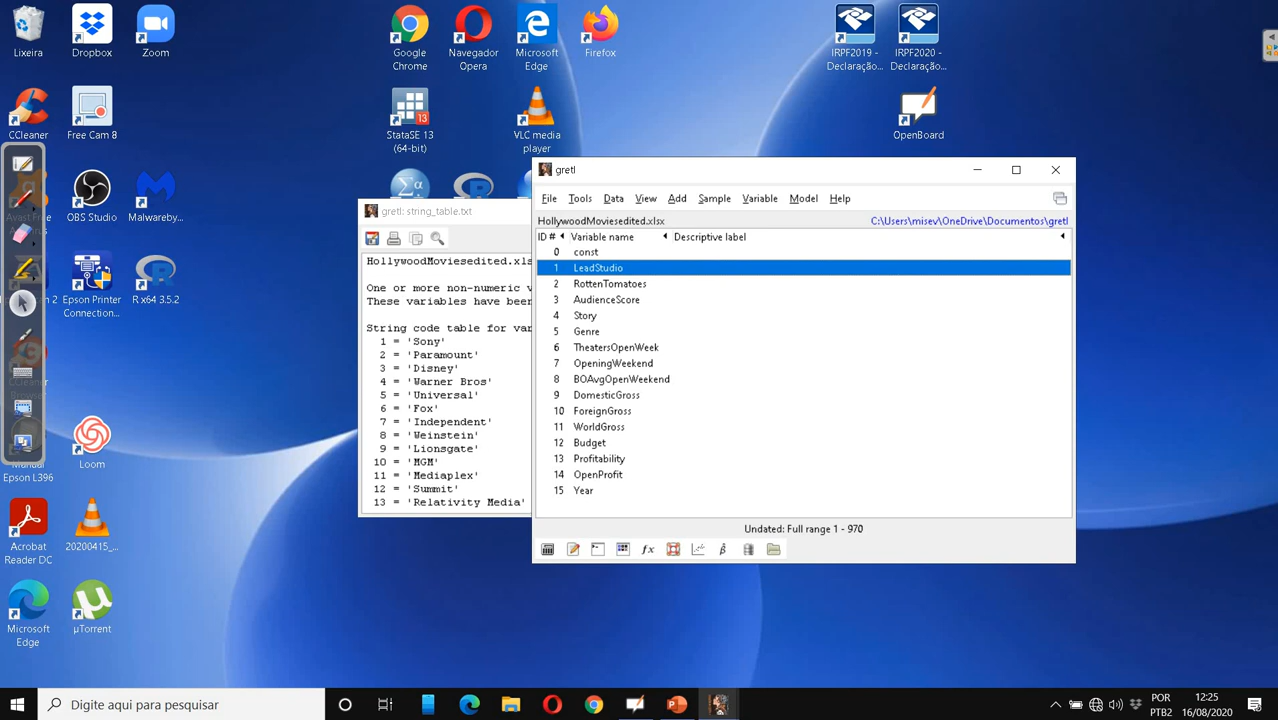 Lixeira
Dropbox
Zoom
Google
Chrome
Navegador
Opera
Microsoft
Edge
Firefox
IRPF2019 -
Declaração...
IRPF2020 -
Declaração...
CCleaner
Free Cam 8
StataSE 13
(64-bit)
VLC media
player
OpenBoard
13
OBS Studio
Malwareby...
Epson Printer
Connection...
R x64 3.5.2
Epson L396
Loom
Acrobat
Reader DC
20200415_...
Microsoft
Edge
µTorrent
gretl: string_table.txt
HollywoodMoviesedited.xls
One or more non-numeric v
These variables have been
String code table for var
1 = 'Sony'
2 = 'Paramount'
3 = 'Disney'
4 = 'Warner Bros'
5 = 'Universal'
6 = 'Fox'
7 = 'Independent'
8 = 'Weinstein'
9 = 'Lionsgate'
10 = 'MGM'
11 = 'Mediaplex'
12 = 'Summit'
13 = 'Relativity Media'
gretl
File Tools Data View Add Sample Variable Model Help
HollywoodMoviesedited.xlsx C:\Users\misev\OneDrive\Documentos\gretl
ID # Variable name Descriptive label
0 const
1 LeadStudio
2 RottenTomatoes
3 AudienceScore
4 Story
5 Genre
6 TheatersOpenWeek
7 OpeningWeekend
8 BOAvgOpenWeekend
9 DomesticGross
10 ForeignGross
11 WorldGross
12 Budget
13 Profitability
14 OpenProfit
15 Year
Undated: Full range 1 - 970
fx
β
Digite aqui para pesquisar
POR
PTB2
12:25
16/08/2020